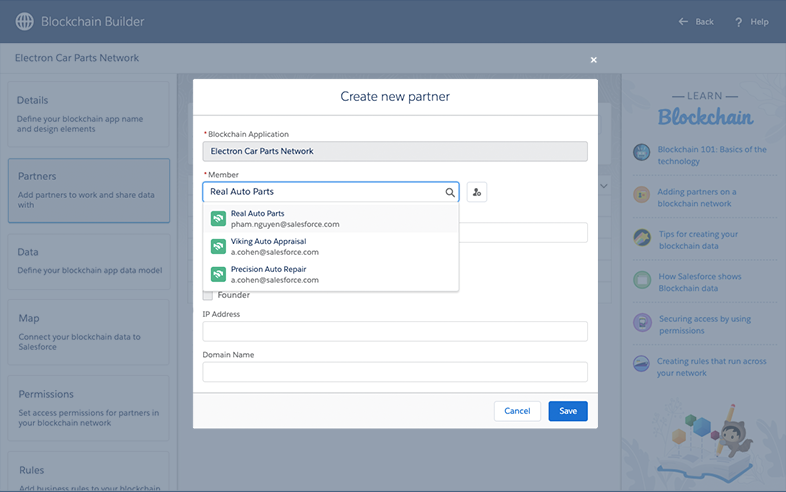 Blockchain Builder
Back
? Help
Electron Car Parts Network
Details
Define your blockchain app name
and design elements
Partners
Add partners to work and share data
with
Data
Define your blockchain app data model
Map
Connect your blockchain data to
Salesforce
Permissions
Set access permissions for partners in
your blockchain network
Rules
Add business rules to your blockchain
Create new partner
* Blockchain Application
Electron Car Parts Network
* Member
Real Auto Parts
Real Auto Parts
pham.nguyen@salesforce.com
Viking Auto Appraisal
a.cohen@salesforce.com
Precision Auto Repair
a.cohen@salesforce.com
Founder
IP Address
Domain Name
Cancel
Save
LEARN
Blockchain
Blockchain 101: Basics of the
technology
Adding partners on a
blockchain network
Tips for creating your
blockchain data
How Salesforce shows
Blockchain data
Securing access by using
permissions
Creating rules that run across
your network